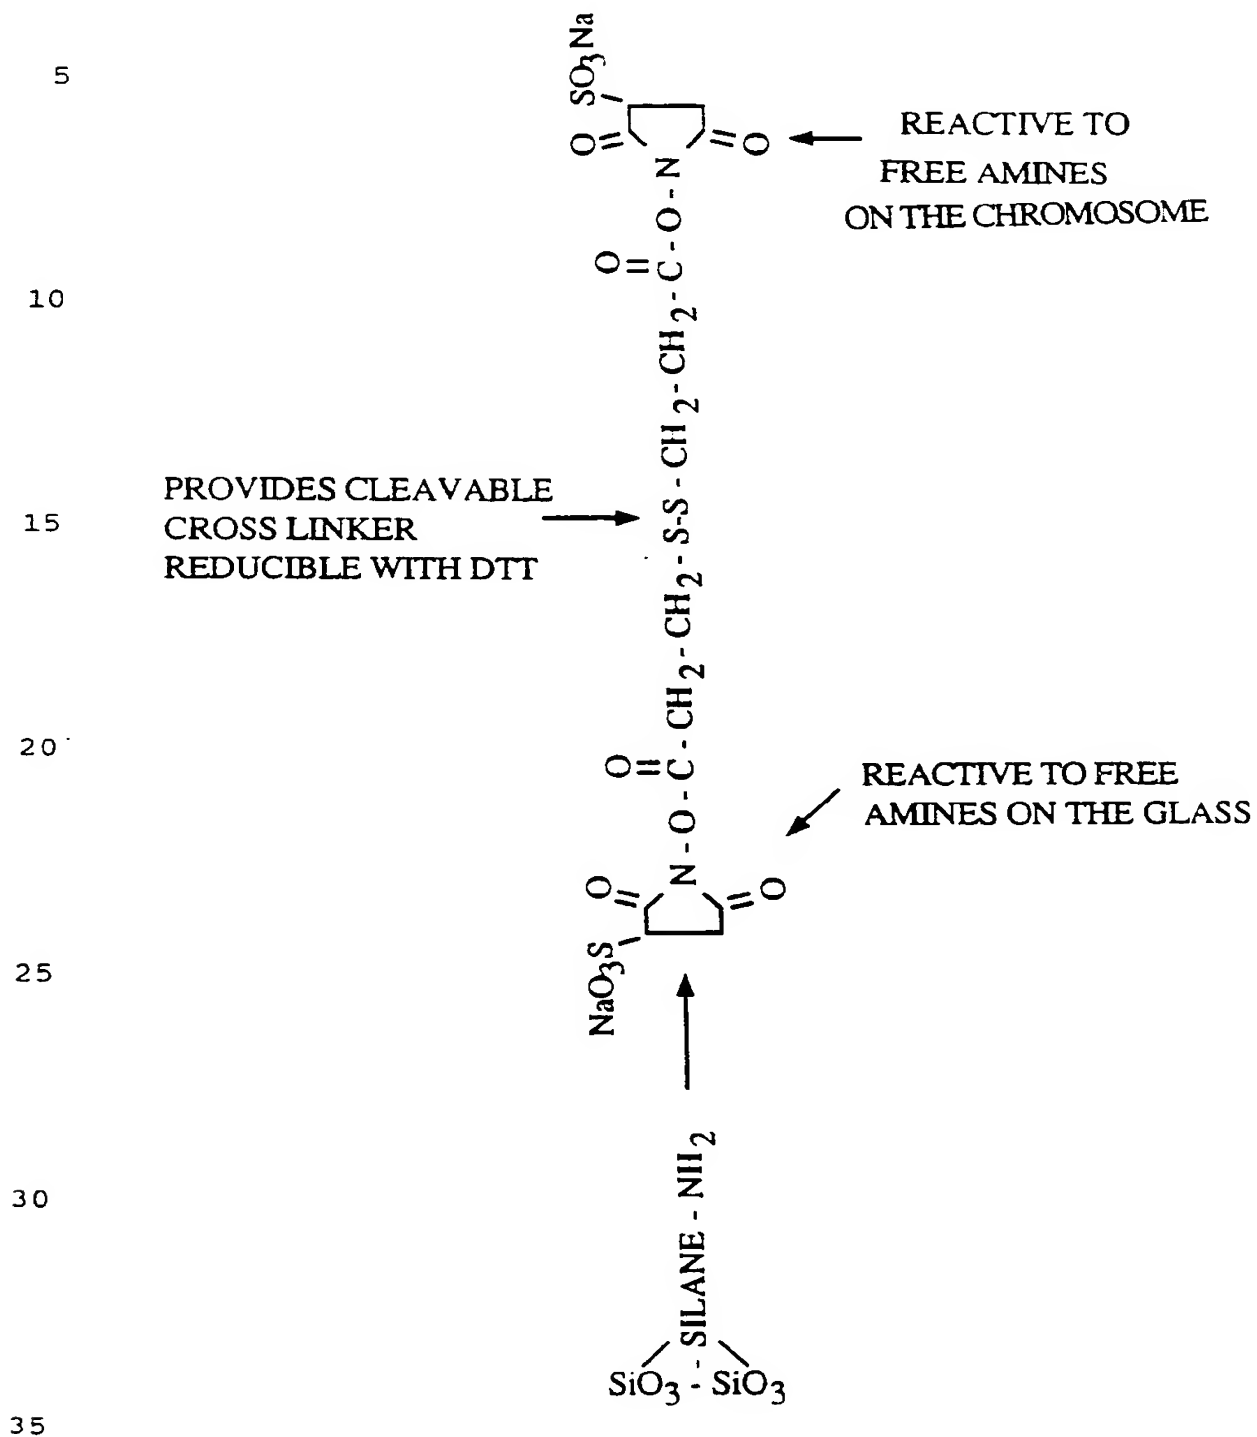 5
SO3Na
O = = O
N
REACTIVE TO
FREE AMINES
ON THE CHROMOSOME
O = C - O - N
10
PROVIDES CLEAVABLE
CROSS LINKER
REDUCIBLE WITH DTT
15
N - O - C - CH2 - CH2 - S-S - CH2 - CH2 - C - O - N
20
O = C
REACTIVE TO FREE
AMINES ON THE GLASS
O = = O
NaO3S
25
30
SILANE - NH2
SiO3 - SiO3
35